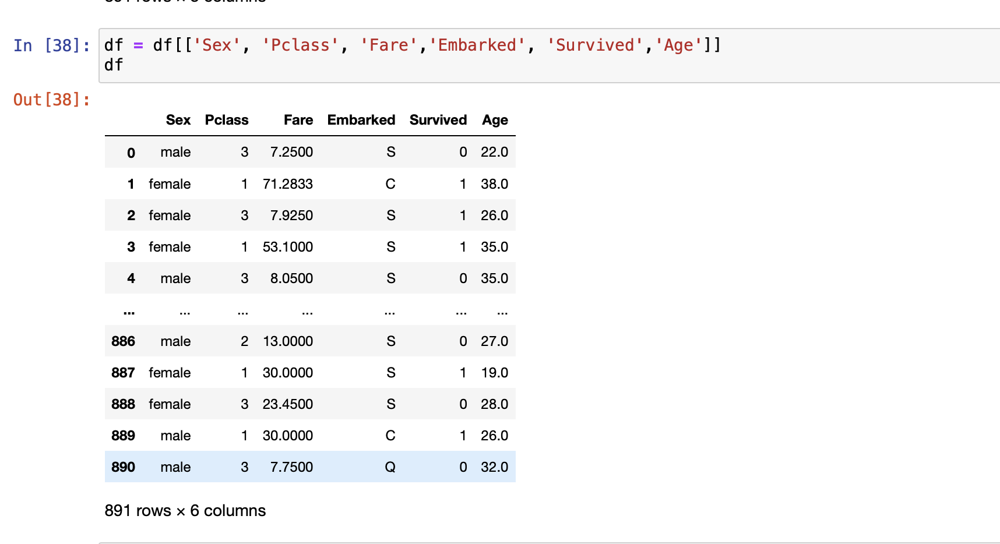 891 rows × 6 columns
In [38]: df = df[['Sex', 'Pclass', 'Fare','Embarked', 'Survived','Age']]
df
Out[38]:
Sex Pclass Fare Embarked Survived Age
0 male 3 7.2500 S 0 22.0
1 female 1 71.2833 C 1 38.0
2 female 3 7.9250 S 1 26.0
3 female 1 53.1000 S 1 35.0
4 male 3 8.0500 S 0 35.0
... ... ... ... ... ... ...
886 male 2 13.0000 S 0 27.0
887 female 1 30.0000 S 1 19.0
888 female 3 23.4500 S 0 28.0
889 male 1 30.0000 C 1 26.0
890 male 3 7.7500 Q 0 32.0
891 rows × 6 columns